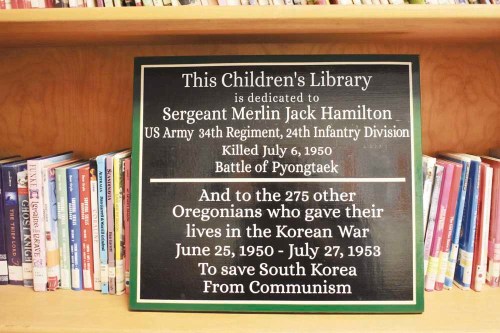 This Children's Library
is dedicated to
Sergeant Merlin Jack Hamilton
US Army 34th Regiment, 24th Infantry Division
Killed July 6, 1950
Battle of Pyongtaek
And to the 275 other
Oregonians who gave their
lives in the Korean War
June 25, 1950 - July 27, 1953
To save South Korea
From Communism
GHOST KNIGHT